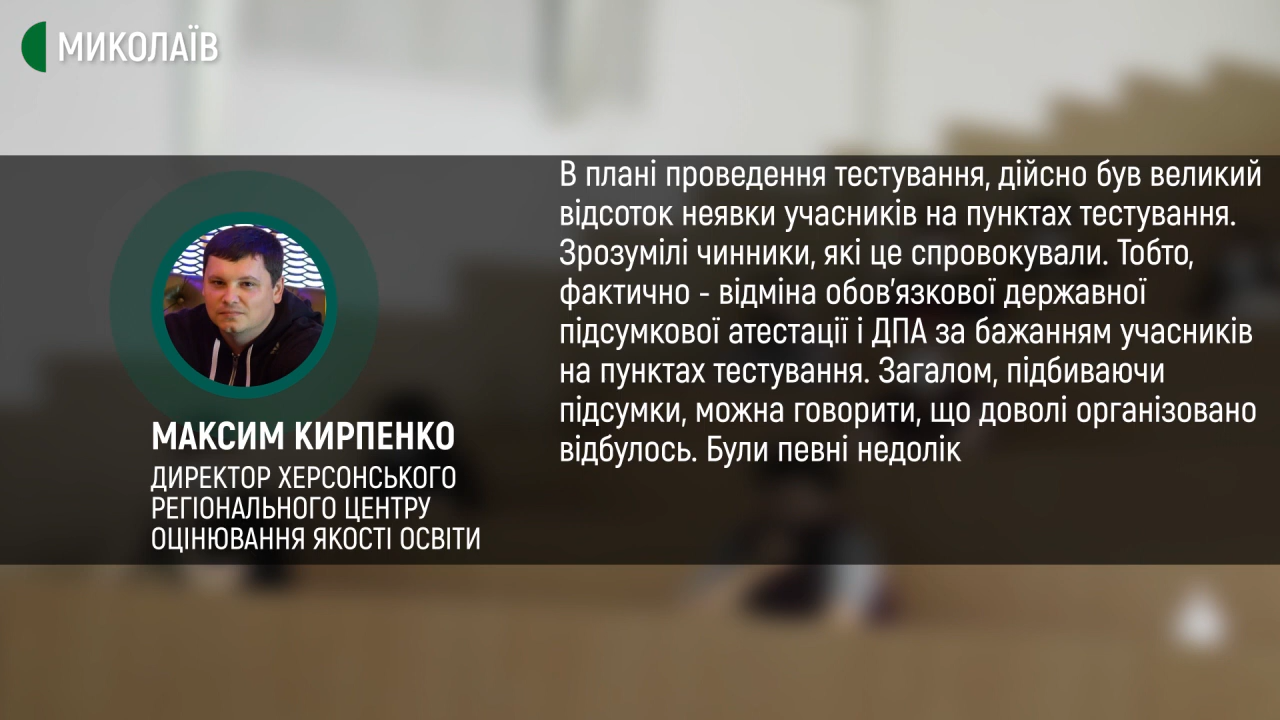 МИКОЛАЇВ
МАКСИМ КИРПЕНКО
ДИРЕКТОР ХЕРСОНСЬКОГО
РЕГІОНАЛЬНОГО ЦЕНТРУ
ОЦІНЮВАННЯ ЯКОСТІ ОСВІТИ
В плані проведення тестування, дійсно був великий
відсоток неявки учасників на пунктах тестування.
Зрозумілі чинники, які це спровокували. Тобто,
фактично - відміна обов'язкової державної
підсумкової атестації і ДПА за бажанням учасників
на пунктах тестування. Загалом, підбиваючи
підсумки, можна говорити, що доволі організовано
відбулось. Були певні недолік